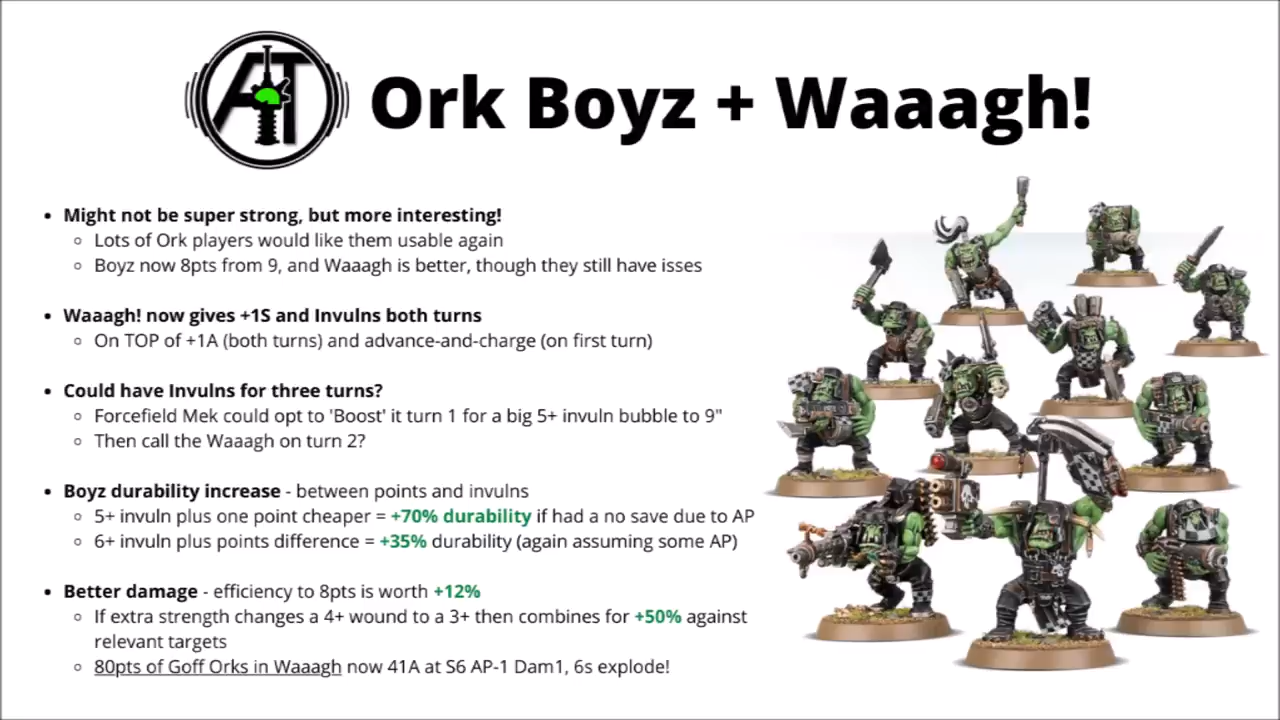 AT
Ork Boyz + Waaagh!
• Might not be super strong, but more interesting!
◦ Lots of Ork players would like them usable again
◦ Boyz now 8pts from 9, and Waaagh is better, though they still have isses
• Waaagh! now gives +1S and Invulns both turns
◦ On TOP of +1A (both turns) and advance-and-charge (on first turn)
• Could have Invulns for three turns?
◦ Forcefield Mek could opt to 'Boost' it turn 1 for a big 5+ invuln bubble to 9"
◦ Then call the Waaagh on turn 2?
• Boyz durability increase - between points and invulns
◦ 5+ invuln plus one point cheaper = +70% durability if had a no save due to AP
◦ 6+ invuln plus points difference = +35% durability (again assuming some AP)
• Better damage - efficiency to 8pts is worth +12%
◦ If extra strength changes a 4+ wound to a 3+ then combines for +50% against
relevant targets
◦ 80pts of Goff Orks in Waaagh now 41A at S6 AP-1 Dam1, 6s explode!